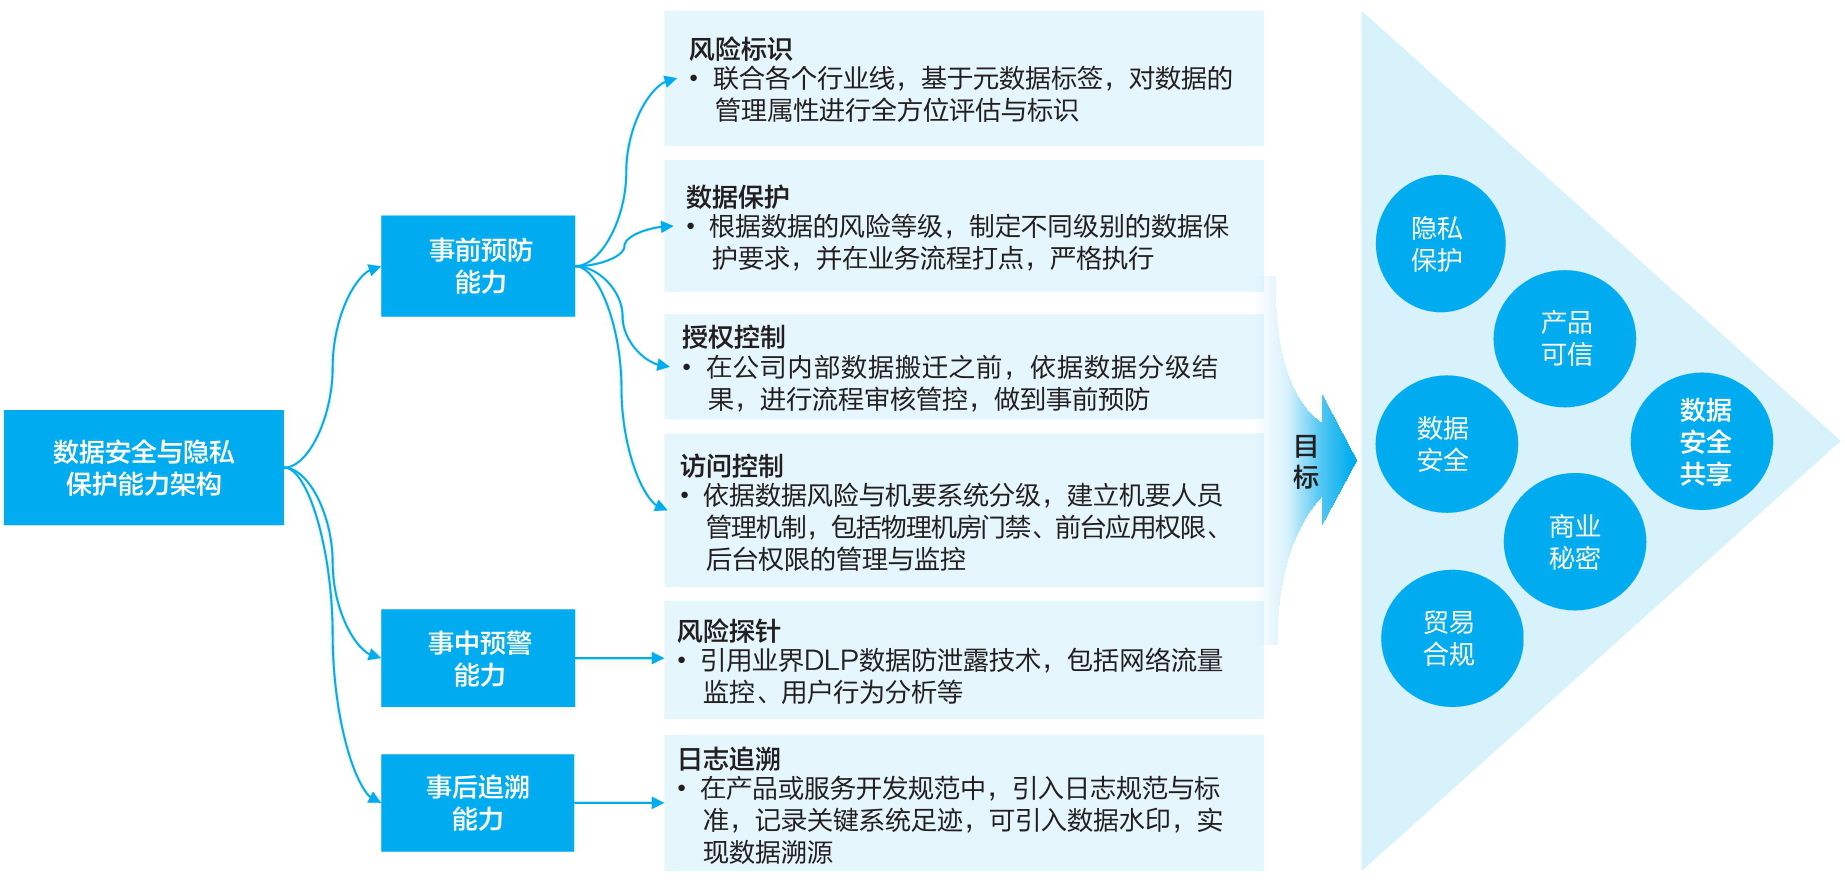 数据安全与隐私
保护能力架构
事前预防
能力
事中预警
能力
事后追溯
能力
风险标识
• 联合各个行业线，基于元数据标签，对数据的
管理属性进行全方位评估与标识
数据保护
• 根据数据的风险等级，制定不同级别的数据保
护要求，并在业务流程打点，严格执行
授权控制
• 在公司内部数据搬迁之前，依据数据分级结
果，进行流程审核管控，做到事前预防
访问控制
• 依据数据风险与机要系统分级，建立机要人员
管理机制，包括物理机房门禁、前台应用权限、
后台权限的管理与监控
风险探针
• 引用业界DLP数据防泄露技术，包括网络流量
监控、用户行为分析等
日志追溯
• 在产品或服务开发规范中，引入日志规范与标
准，记录关键系统足迹，可引入数据水印，实
现数据溯源
目
标
隐私
保护
产品
可信
数据
安全
商业
秘密
贸易
合规
数据
安全
共享